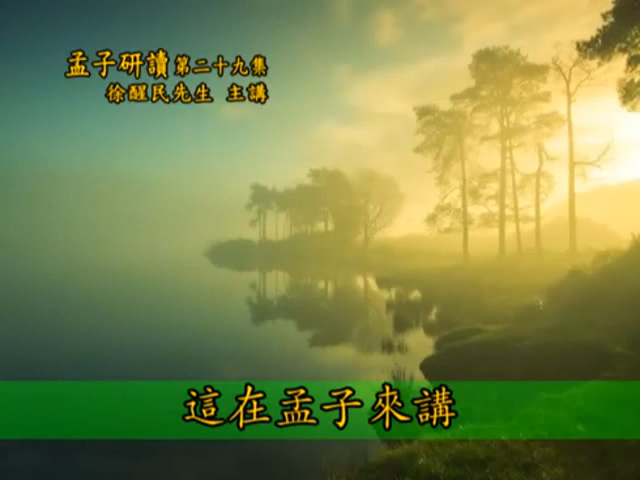 孟子研讀 第二十九集
徐醒民先生 主講
這在孟子來講